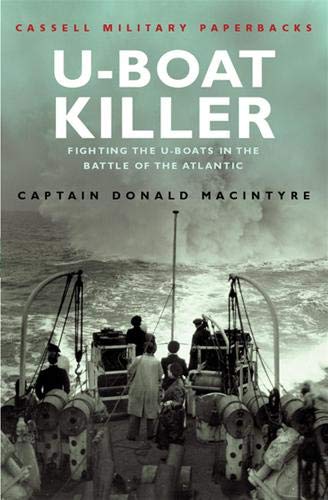 CASSELL MILITARY PAPERBACKS
U-BOAT
KILLER
FIGHTING THE U-BOATS IN THE
BATTLE OF THE ATLANTIC
CAPTAIN DONALD MACINTYRE